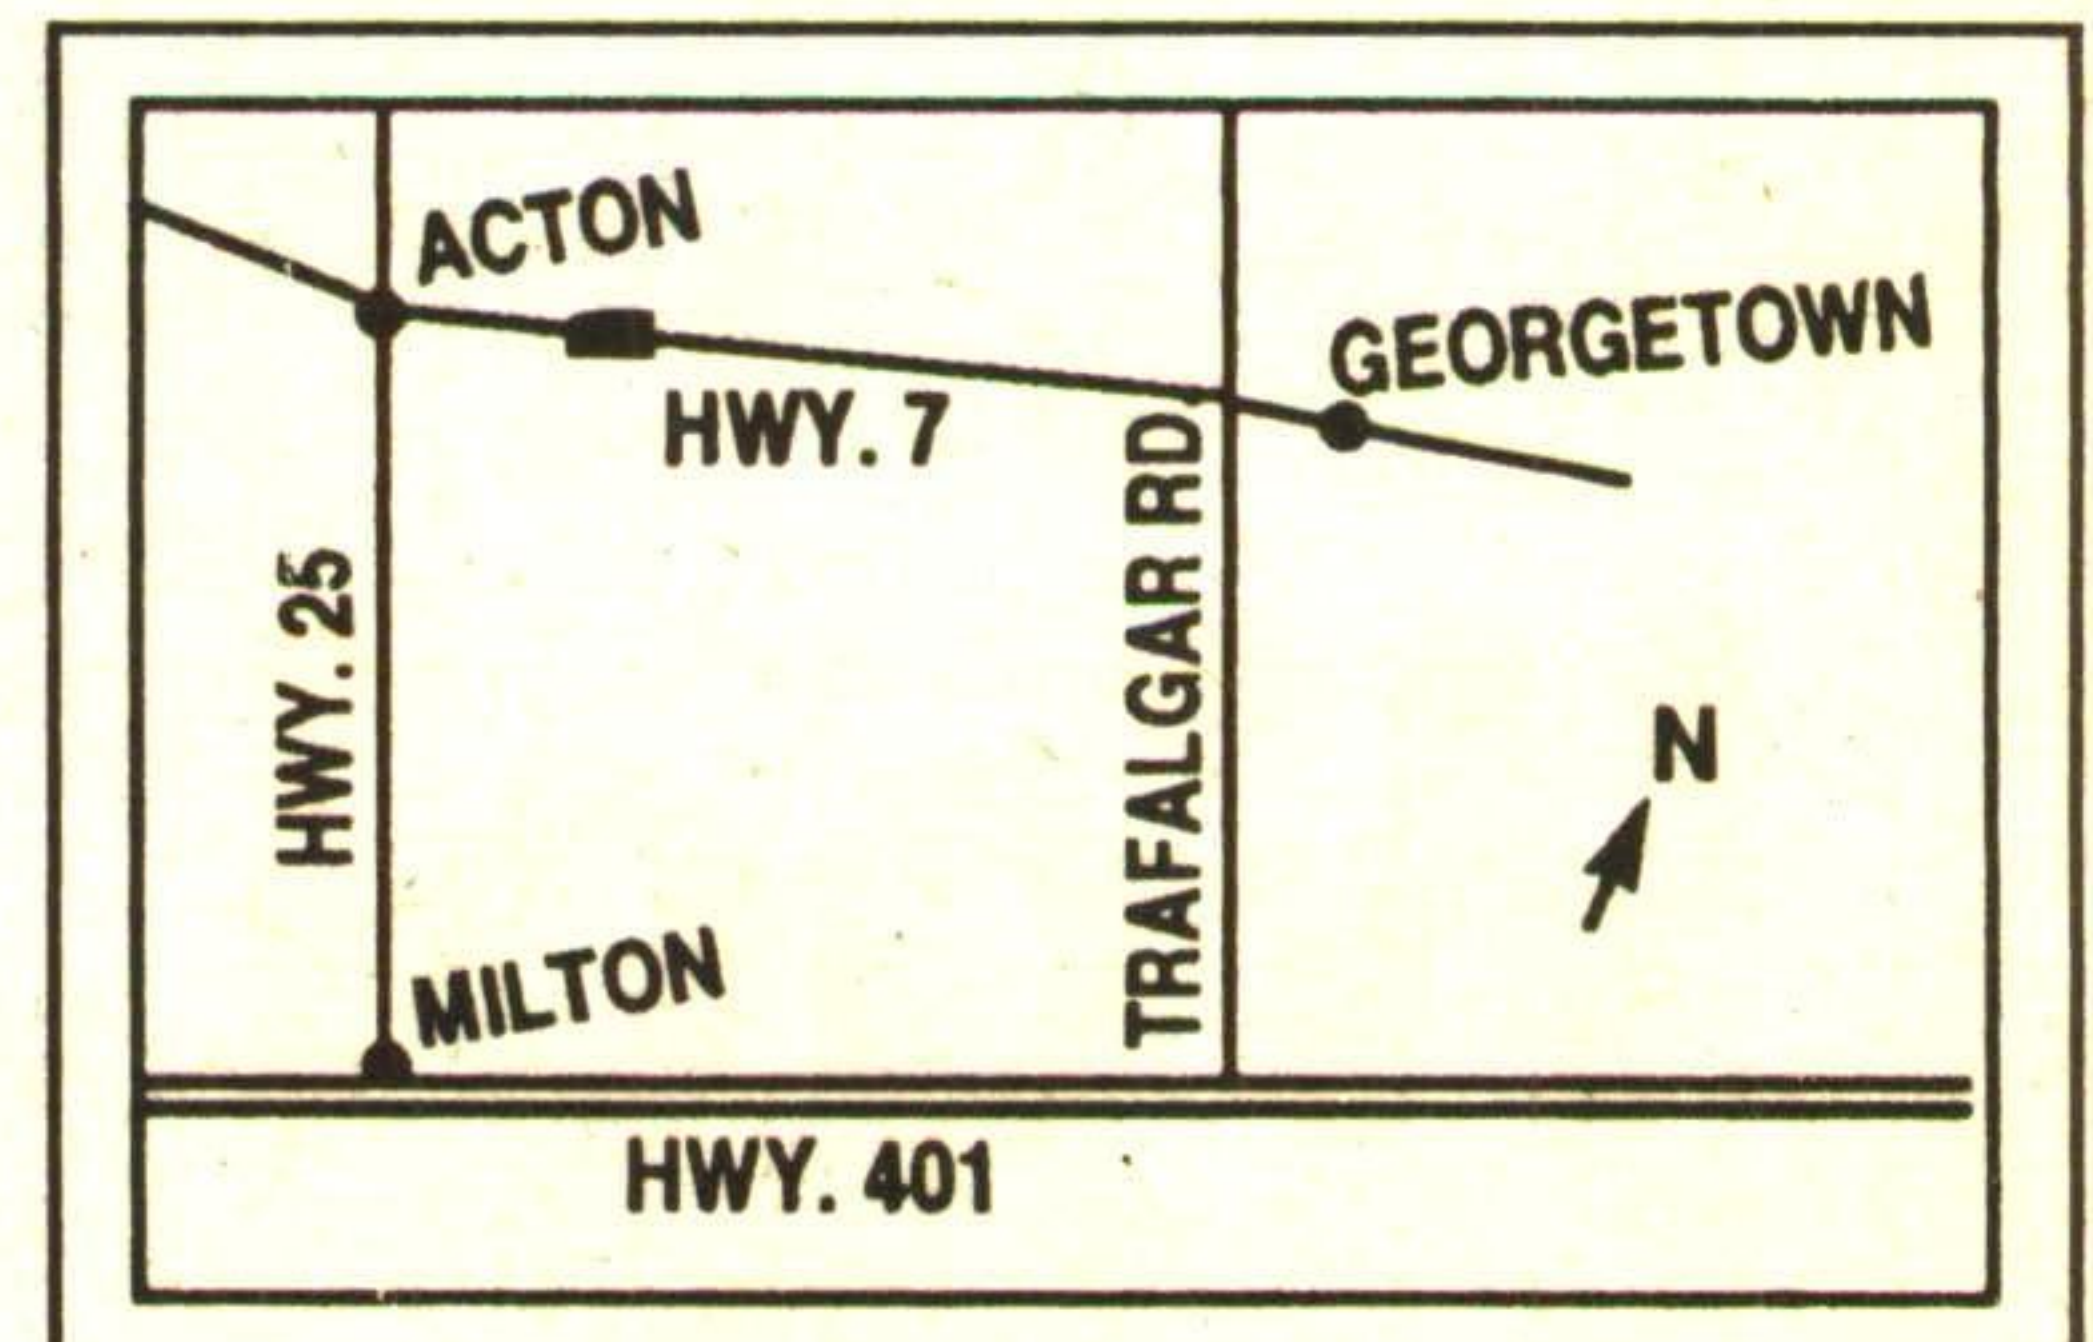 ACTON
GEORGETOWN
HWY. 7
HWY. 25
TRAFALGAR RD.
N
MILTON
HWY. 401